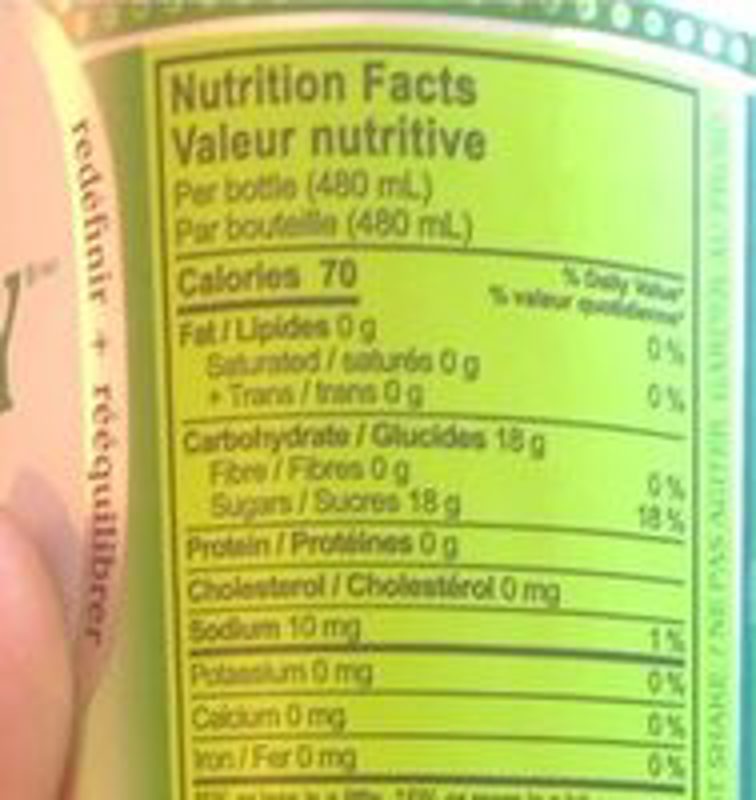 Nutrition Facts
Valeur nutritive
Per bottle (480 mL)
Par bouteille (480 mL)
Calories 70
% Daily Value*
% valeur quotidienne*
Fat / Lipides 0 g 0 %
Saturated / saturés 0 g
+ Trans / trans 0 g 0 %
Carbohydrate / Glucides 18 g
Fibre / Fibres 0 g 0 %
Sugars / Sucres 18 g 18 %
Protein / Protéines 0 g
Cholesterol / Cholestérol 0 mg
Sodium 10 mg 1 %
Potassium 0 mg 0 %
Calcium 0 mg 0 %
Iron / Fer 0 mg 0 %
redéfinir + rééquilibrer